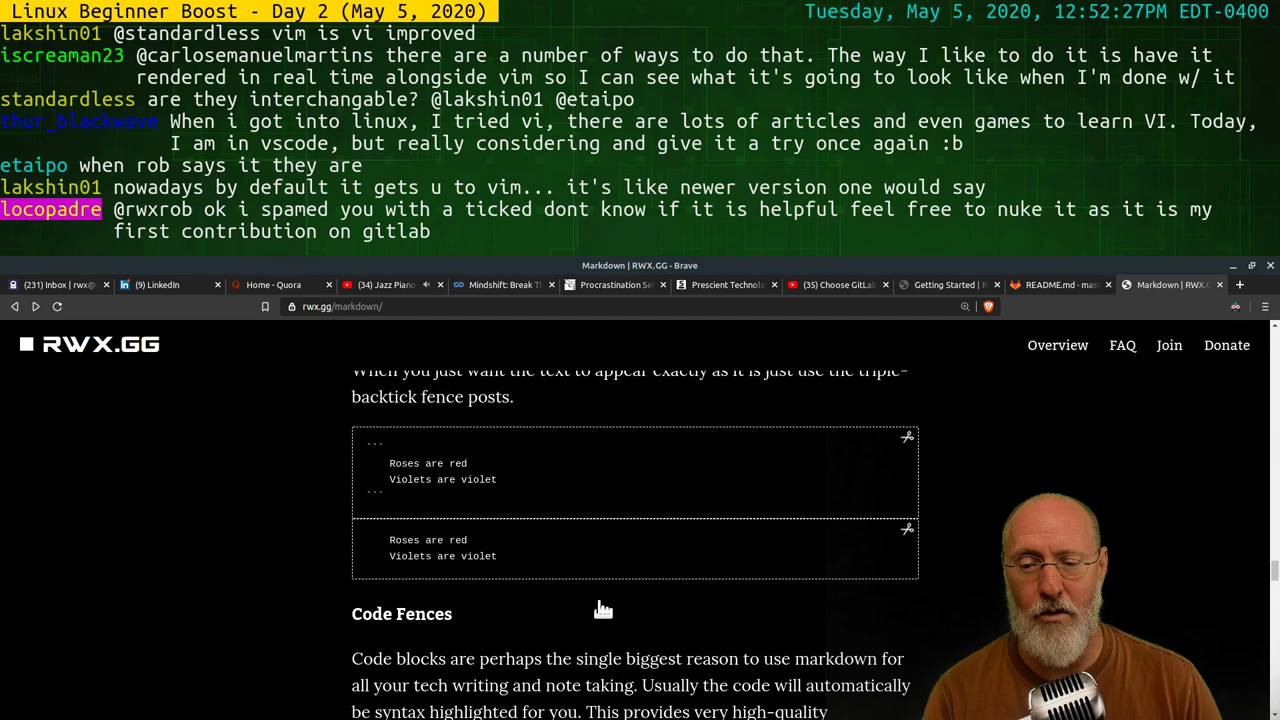 Linux Beginner Boost - Day 2 (May 5, 2020)
Tuesday, May 5, 2020, 12:52:27PM EDT-0400
lakshin01 @standardless vim is vi improved
iscreaman23 @carlosemanuelmartins there are a number of ways to do that. The way I like to do it is have it
rendered in real time alongside vim so I can see what it's going to look like when I'm done w/ it
standardless are they interchangable? @lakshin01 @etaipo
thur_blackwave When i got into linux, I tried vi, there are lots of articles and even games to learn VI. Today,
I am in vscode, but really considering and give it a try once again :b
etaipo when rob says it they are
lakshin01 nowadays by default it gets u to vim... it's like newer version one would say
locopadre @rwxrob ok i spamed you with a ticked dont know if it is helpful feel free to nuke it as it is my
first contribution on gitlab
Markdown | RWX.GG - Brave
(231) Inbox | rwx@
(9) LinkedIn
Home - Quora
(34) Jazz Piano
Mindshift: Break T
Procrastination Se
Prescient Technolo
(35) Choose GitLab
Getting Started | R
README.md · mast
Markdown | RWX.G
rwx.gg/markdown/
RWX.GG
Overview FAQ Join Donate
When you just want the text to appear exactly as it is just use the triple-
backtick fence posts.
```
Roses are red
Violets are violet
```
Roses are red
Violets are violet
Code Fences
Code blocks are perhaps the single biggest reason to use markdown for
all your tech writing and note taking. Usually the code will automatically
be syntax highlighted for you. This provides very high-quality